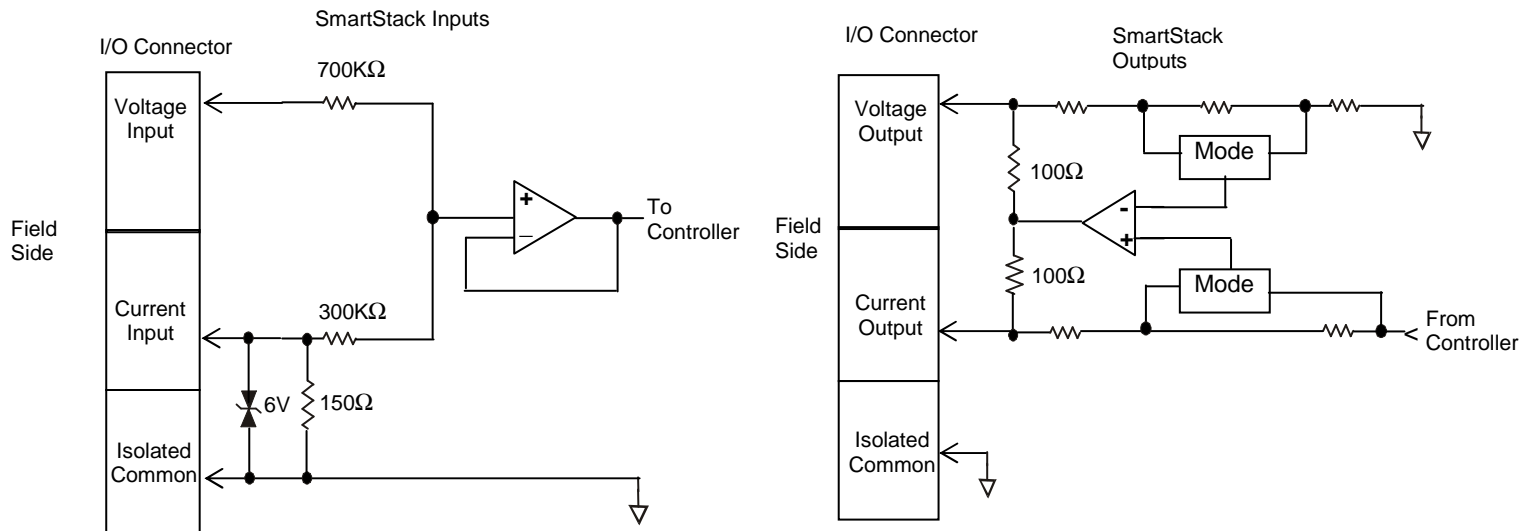 SmartStack Inputs
I/O Connector
700KΩ
Voltage
Input
+
–
To
Controller
Field
Side
Current
Input
300KΩ
6V
150Ω
Isolated
Common
I/O Connector
SmartStack
Outputs
Voltage
Output
Mode
100Ω
-
+
Field
Side
100Ω
Mode
Current
Output
From
Controller
Isolated
Common